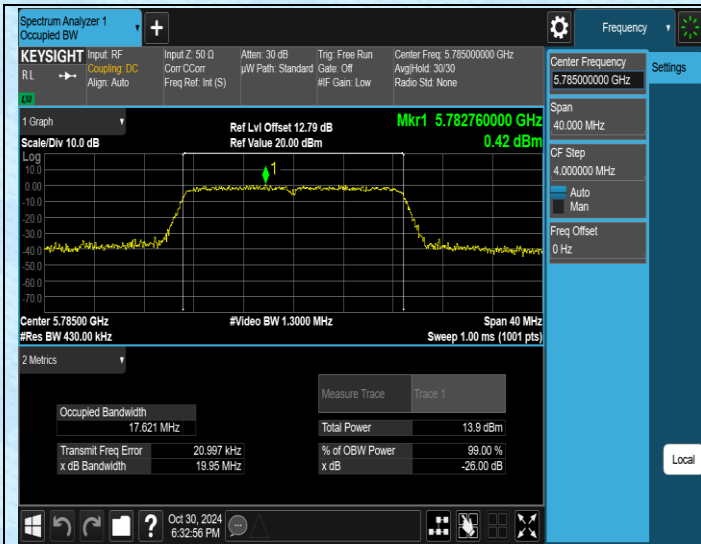 Spectrum Analyzer 1
Occupied BW
Frequency
KEYSIGHT
RL
LXI
Input: RF
Coupling: DC
Align: Auto
Input Z: 50 Ω
Corr CCorr
Freq Ref: Int (S)
Atten: 30 dB
µW Path: Standard
Trig: Free Run
Gate: Off
#IF Gain: Low
Center Freq: 5.785000000 GHz
Avg|Hold: 30/30
Radio Std: None
Center Frequency
5.785000000 GHz
Settings
Span
40.000 MHz
CF Step
4.000000 MHz
Auto
Man
Freq Offset
0 Hz
1 Graph
Scale/Div 10.0 dB
Ref Lvl Offset 12.79 dB
Ref Value 20.00 dBm
Mkr1 5.782760000 GHz
0.42 dBm
Log
10.0
0.00
-10.0
-20.0
-30.0
-40.0
-50.0
-60.0
-70.0
1
Center 5.78500 GHz
#Video BW 1.3000 MHz
Span 40 MHz
#Res BW 430.00 kHz
Sweep 1.00 ms (1001 pts)
2 Metrics
Measure Trace
Trace 1
Occupied Bandwidth
17.621 MHz
Total Power
13.9 dBm
Transmit Freq Error
20.997 kHz
% of OBW Power
99.00 %
x dB Bandwidth
19.95 MHz
x dB
-26.00 dB
Local
?
Oct 30, 2024
6:32:56 PM